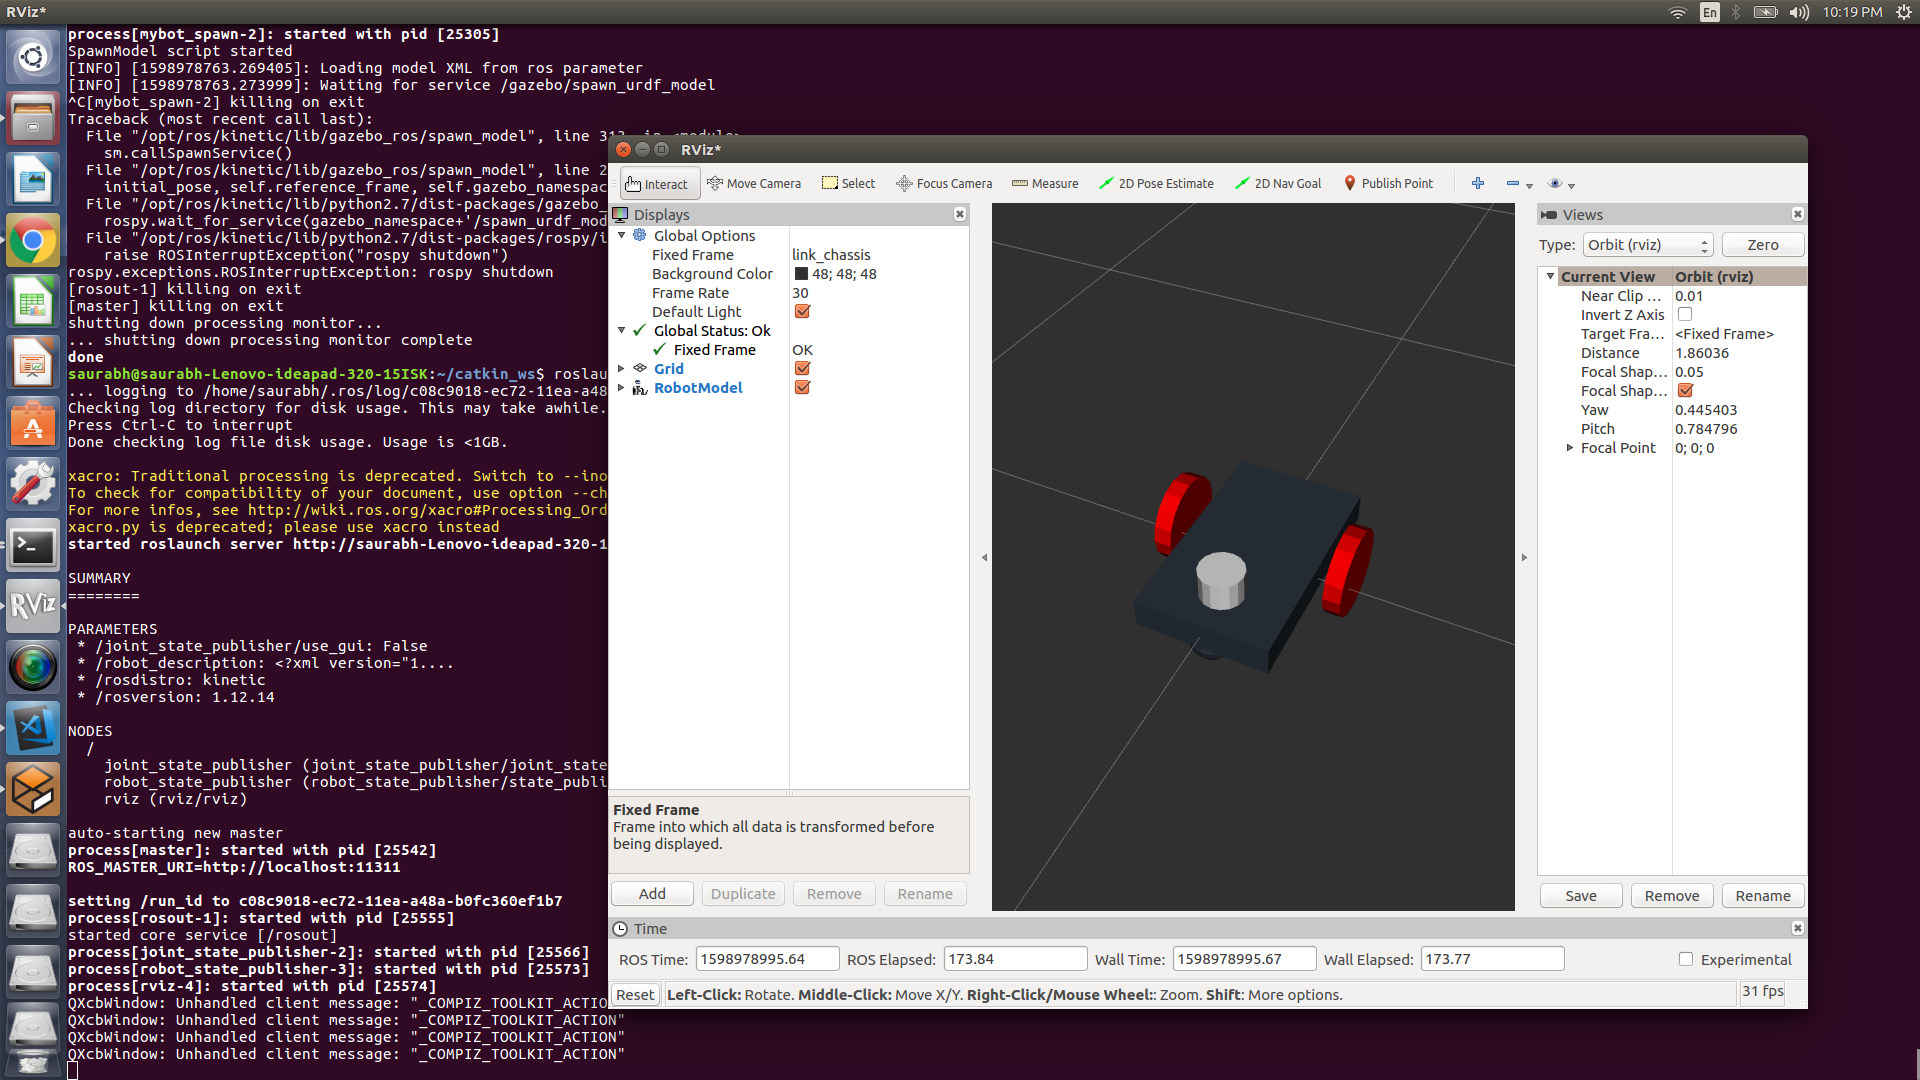 RViz*
En
10:19 PM
process[mybot_spawn-2]: started with pid [25305]
SpawnModel script started
[INFO] [1598978763.269405]: Loading model XML from ros parameter
[INFO] [1598978763.273999]: Waiting for service /gazebo/spawn_urdf_model
^C[mybot_spawn-2] killing on exit
Traceback (most recent call last):
File "/opt/ros/kinetic/lib/gazebo_ros/spawn_model", line 313, in <module>
sm.callSpawnService()
File "/opt/ros/kinetic/lib/gazebo_ros/spawn_model", line 2
initial_pose, self.reference_frame, self.gazebo_namespac
File "/opt/ros/kinetic/lib/python2.7/dist-packages/gazebo_
rospy.wait_for_service(gazebo_namespace+'/spawn_urdf_mod
File "/opt/ros/kinetic/lib/python2.7/dist-packages/rospy/i
raise ROSInterruptException("rospy shutdown")
rospy.exceptions.ROSInterruptException: rospy shutdown
[rosout-1] killing on exit
[master] killing on exit
shutting down processing monitor...
... shutting down processing monitor complete
done
saurabh@saurabh-Lenovo-ideapad-320-15ISK:~/catkin_ws$ roslau
... logging to /home/saurabh/.ros/log/c08c9018-ec72-11ea-a48
Checking log directory for disk usage. This may take awhile.
Press Ctrl-C to interrupt
Done checking log file disk usage. Usage is <1GB.
xacro: Traditional processing is deprecated. Switch to --ino
To check for compatibility of your document, use option --ch
For more infos, see http://wiki.ros.org/xacro#Processing_Ord
xacro.py is deprecated; please use xacro instead
started roslaunch server http://saurabh-Lenovo-ideapad-320-1
SUMMARY
========
PARAMETERS
* /joint_state_publisher/use_gui: False
* /robot_description: <?xml version="1....
* /rosdistro: kinetic
* /rosversion: 1.12.14
NODES
/
joint_state_publisher (joint_state_publisher/joint_state
robot_state_publisher (robot_state_publisher/state_publi
rviz (rviz/rviz)
auto-starting new master
process[master]: started with pid [25542]
ROS_MASTER_URI=http://localhost:11311
setting /run_id to c08c9018-ec72-11ea-a48a-b0fc360ef1b7
process[rosout-1]: started with pid [25555]
started core service [/rosout]
process[joint_state_publisher-2]: started with pid [25566]
process[robot_state_publisher-3]: started with pid [25573]
process[rviz-4]: started with pid [25574]
QXcbWindow: Unhandled client message: "_COMPIZ_TOOLKIT_ACTIO
QXcbWindow: Unhandled client message: "_COMPIZ_TOOLKIT_ACTION"
QXcbWindow: Unhandled client message: "_COMPIZ_TOOLKIT_ACTION"
QXcbWindow: Unhandled client message: "_COMPIZ_TOOLKIT_ACTION"
RViz
RViz*
Interact Move Camera Select Focus Camera Measure 2D Pose Estimate 2D Nav Goal Publish Point
Displays
Global Options
Fixed Frame link_chassis
Background Color 48; 48; 48
Frame Rate 30
Default Light
Global Status: Ok
Fixed Frame OK
Grid
RobotModel
Fixed Frame
Frame into which all data is transformed before
being displayed.
Add Duplicate Remove Rename
Views
Type: Orbit (rviz) Zero
Current View Orbit (rviz)
Near Clip ... 0.01
Invert Z Axis
Target Fra... <Fixed Frame>
Distance 1.86036
Focal Shap... 0.05
Focal Shap...
Yaw 0.445403
Pitch 0.784796
Focal Point 0; 0; 0
Save Remove Rename
Time
ROS Time: 1598978995.64 ROS Elapsed: 173.84 Wall Time: 1598978995.67 Wall Elapsed: 173.77 Experimental
Reset Left-Click: Rotate. Middle-Click: Move X/Y. Right-Click/Mouse Wheel:: Zoom. Shift: More options. 31 fps